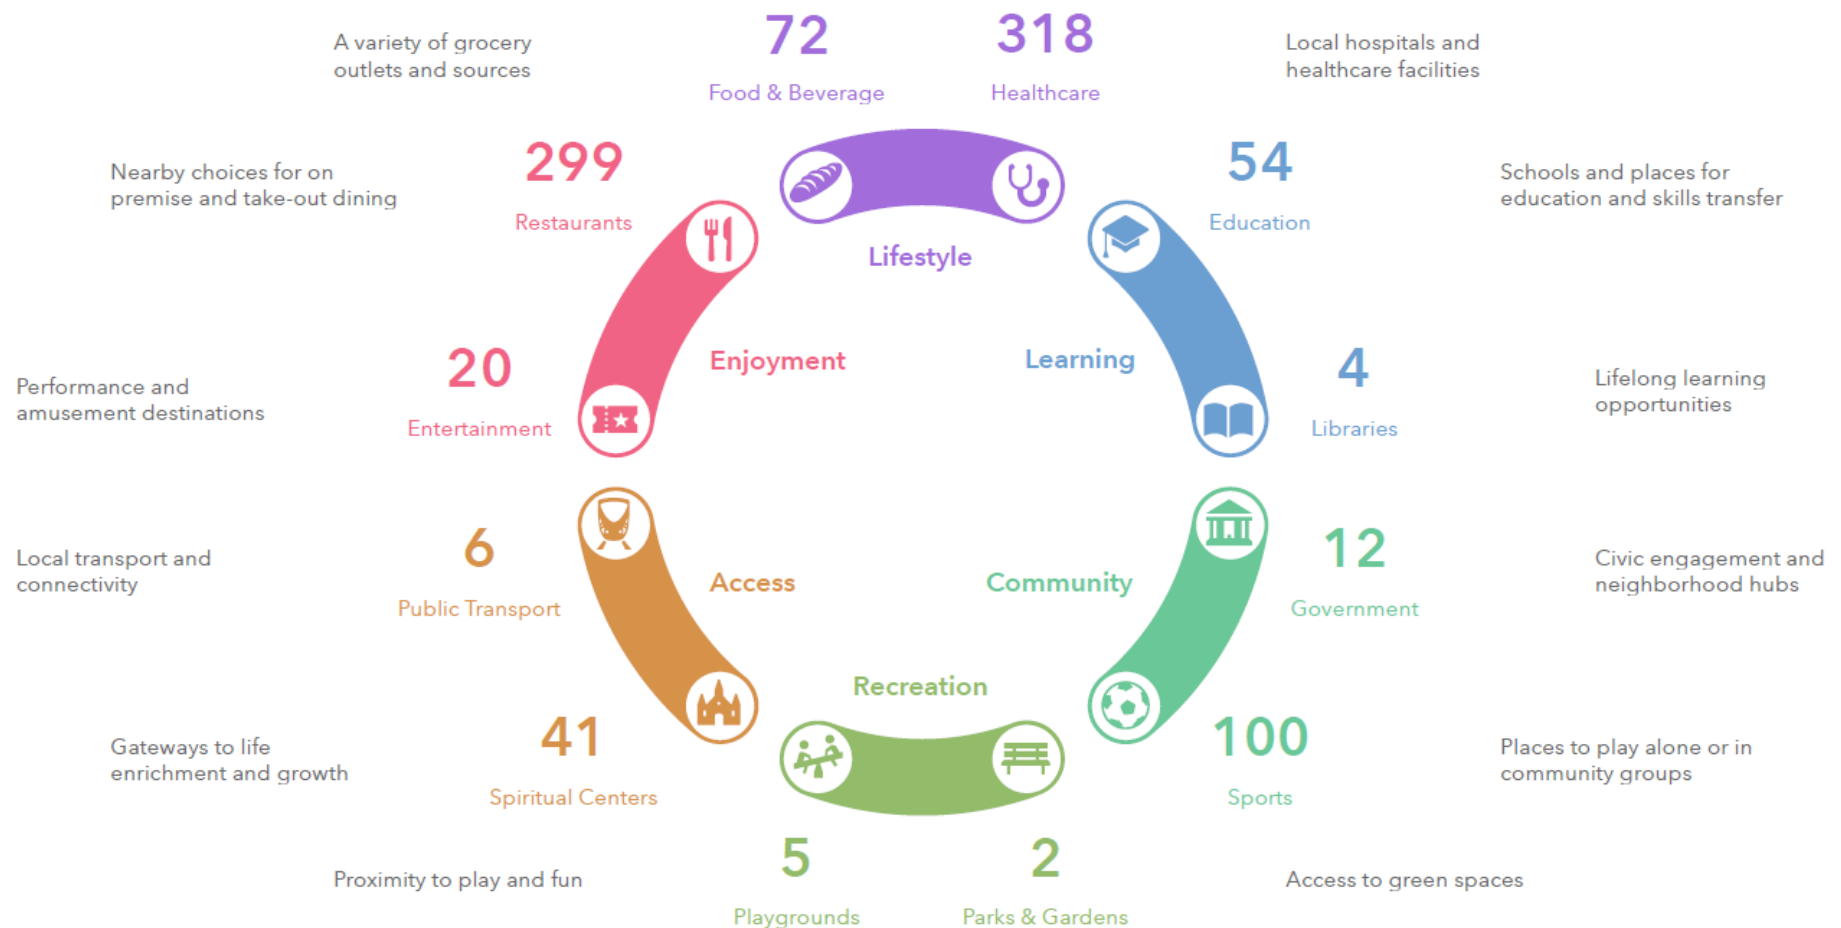 72
318
A variety of grocery
outlets and sources
Local hospitals and
healthcare facilities
Food & Beverage
Healthcare
299
54
Nearby choices for on
premise and take-out dining
Schools and places for
education and skills transfer
Restaurants
Education
Lifestyle
Enjoyment
Learning
20
4
Performance and
amusement destinations
Lifelong learning
opportunities
Entertainment
Libraries
6
12
Local transport and
connectivity
Civic engagement and
neighborhood hubs
Access
Community
Public Transport
Government
Recreation
41
100
Gateways to life
enrichment and growth
Places to play alone or in
community groups
Spiritual Centers
Sports
5
2
Proximity to play and fun
Access to green spaces
Playgrounds
Parks & Gardens